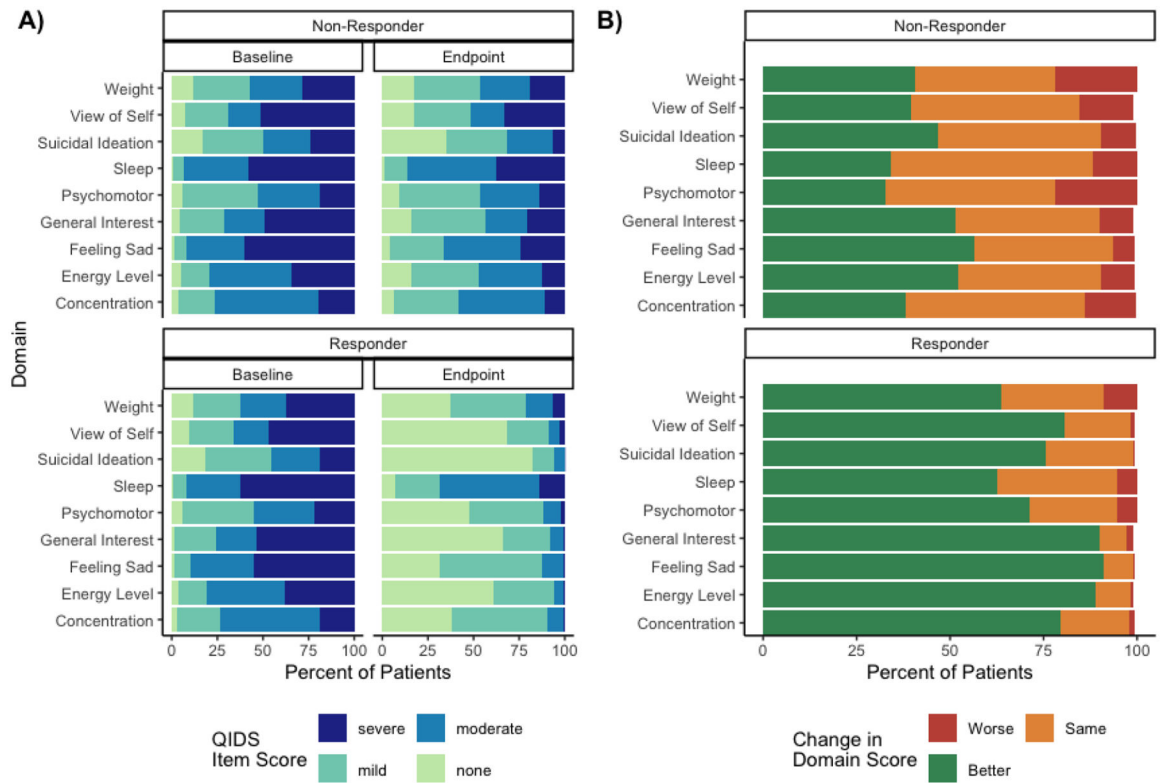 A)
Non-Responder
Baseline
Endpoint
Weight
View of Self
Suicidal Ideation
Sleep
Psychomotor
General Interest
Feeling Sad
Energy Level
Concentration
Domain
Responder
Baseline
Endpoint
Weight
View of Self
Suicidal Ideation
Sleep
Psychomotor
General Interest
Feeling Sad
Energy Level
Concentration
0 25 50 75 100 0 25 50 75 100
Percent of Patients
QIDS
Item Score
severe
moderate
mild
none
B)
Non-Responder
Weight
View of Self
Suicidal Ideation
Sleep
Psychomotor
General Interest
Feeling Sad
Energy Level
Concentration
Responder
Weight
View of Self
Suicidal Ideation
Sleep
Psychomotor
General Interest
Feeling Sad
Energy Level
Concentration
0 25 50 75 100
Percent of Patients
Change in
Domain Score
Worse
Same
Better